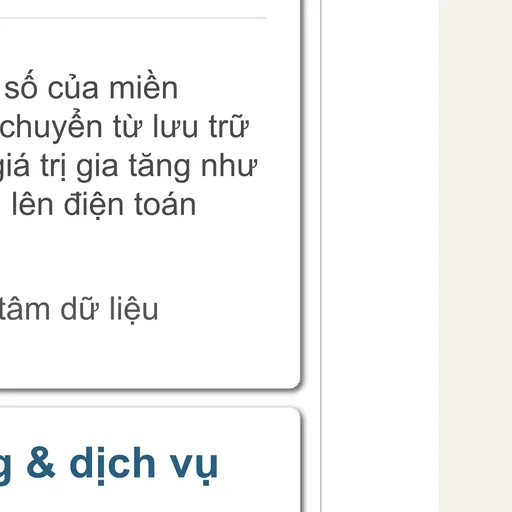 số của miền
chuyển từ lưu trữ
giá trị gia tăng như
lên điện toán
tâm dữ liệu
& dịch vụ